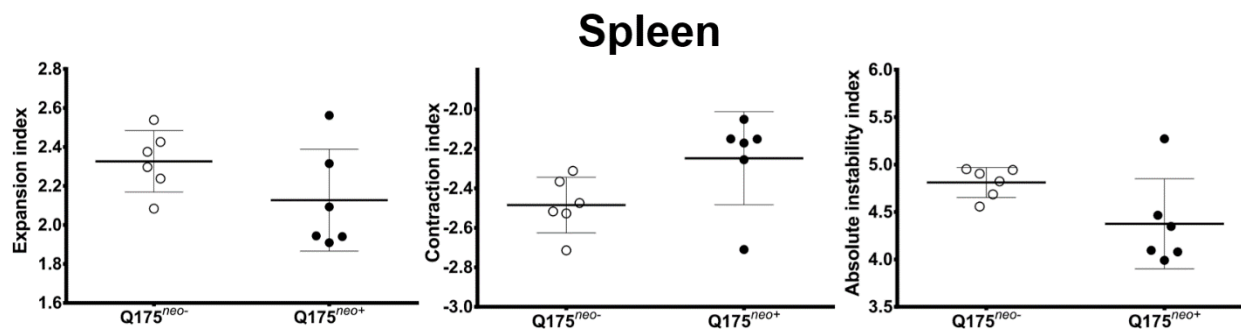 Spleen
Expansion index
2.8
2.6
2.4
2.2
2.0
1.8
1.6
Q175neo-
Q175neo+
Contraction index
-2.0
-2.2
-2.4
-2.6
-2.8
-3.0
Q175neo-
Q175neo+
Absolute instability index
6.0
5.5
5.0
4.5
4.0
3.5
Q175neo-
Q175neo+